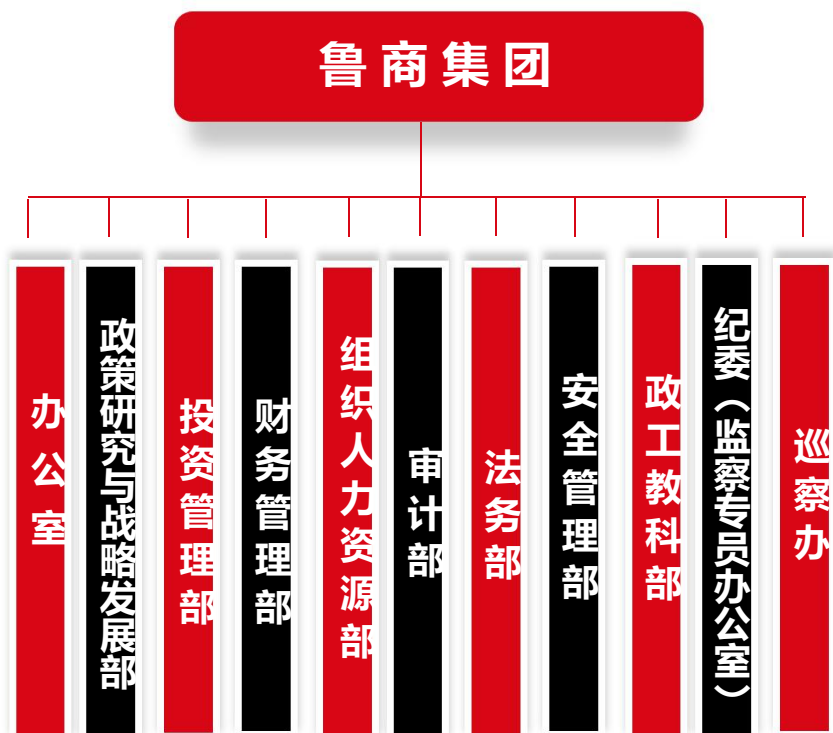 鲁商集团
办公室
政策研究与战略发展部
投资管理部
财务管理部
组织人力资源部
审计部
法务部
安全管理部
政工教科部
纪委（监察专员办公室）
巡察办